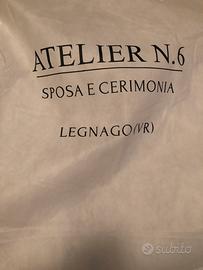 ATELIER N.6
SPOSA E CERIMONIA
LEGNAGO(VR)
subito